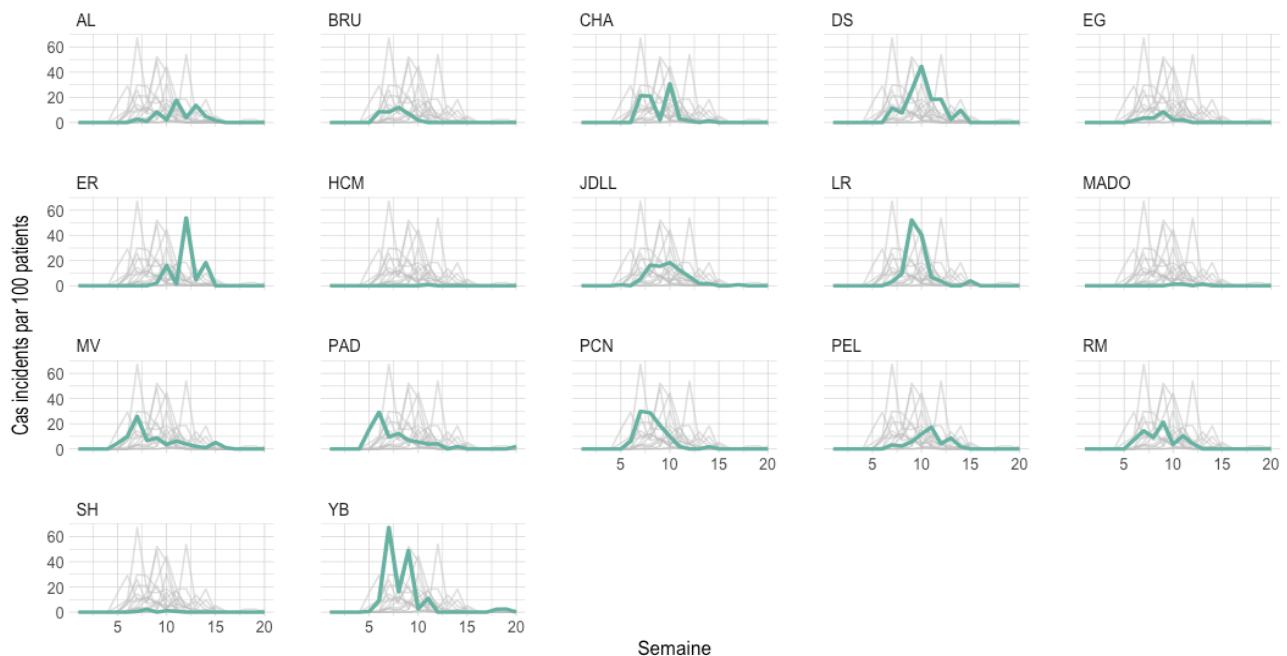 AL BRU CHA DS EG
60
40
20
0
ER HCM JDLL LR MADO
60
40
20
0
Cas incidents par 100 patients
MV PAD PCN PEL RM
60
40
20
0
5 10 15 20 5 10 15 20 5 10 15 20
SH YB
60
40
20
0
5 10 15 20 5 10 15 20
Semaine